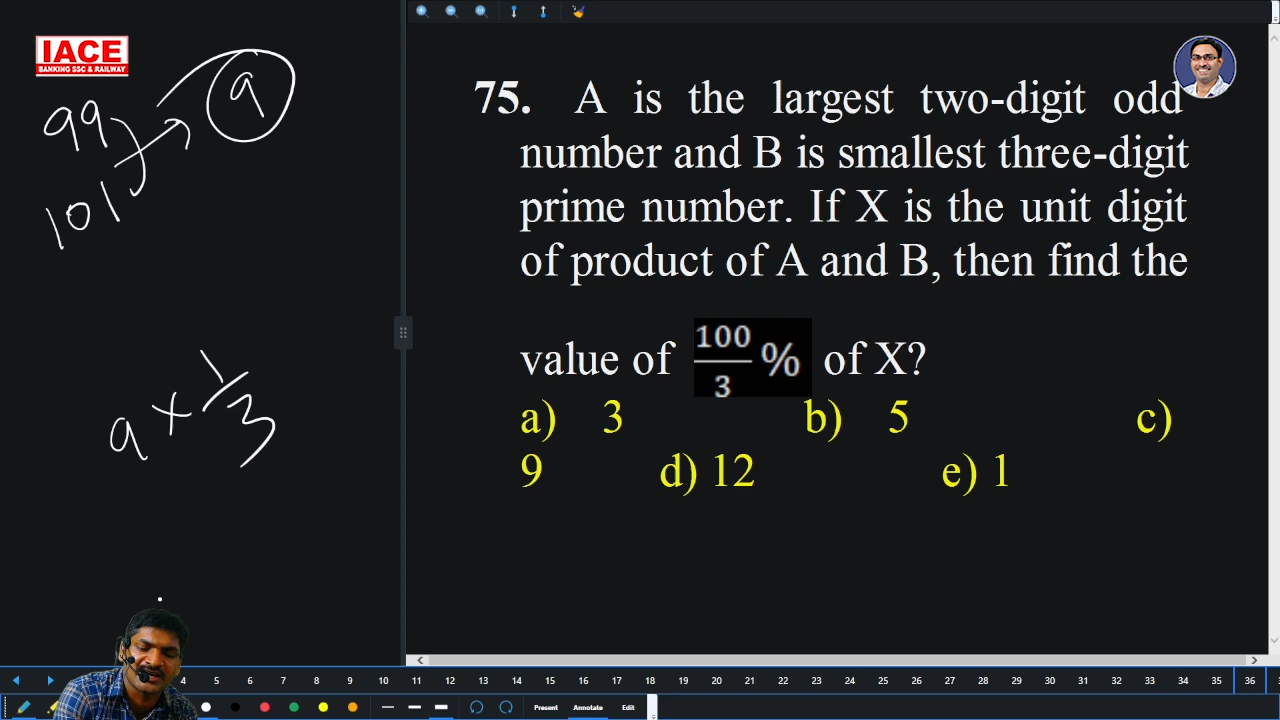 IACE
BANKING SSC & RAILWAY
99
101
9
9 × 1/3
75. A is the largest two-digit odd
number and B is smallest three-digit
prime number. If X is the unit digit
of product of A and B, then find the
value of 100/3 % of X?
a) 3 b) 5 c)
9 d) 12 e) 1
4 5 6 7 8 9 10 11 12 13 14 15 16 17 18 19 20 21 22 23 24 25 26 27 28 29 30 31 32 33 34 35 36
Present Annotate Edit